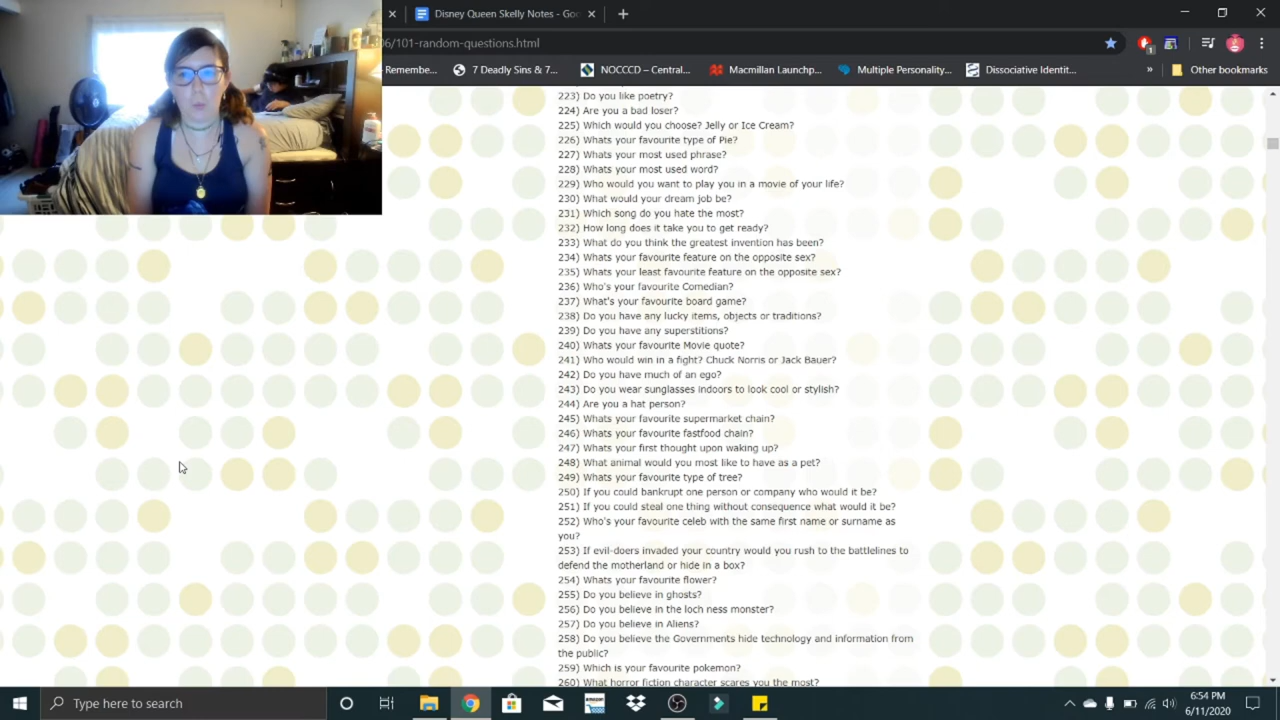 Disney Queen Skelly Notes - Goo
06/101-random-questions.html
Remembe...
7 Deadly Sins & 7...
NOCCCD – Central...
Macmillan Launchp...
Multiple Personality...
Dissociative Identit...
Other bookmarks
223) Do you like poetry?
224) Are you a bad loser?
225) Which would you choose? Jelly or Ice Cream?
226) Whats your favourite type of Pie?
227) Whats your most used phrase?
228) Whats your most used word?
229) Who would you want to play you in a movie of your life?
230) What would your dream job be?
231) Which song do you hate the most?
232) How long does it take you to get ready?
233) What do you think the greatest invention has been?
234) Whats your favourite feature on the opposite sex?
235) Whats your least favourite feature on the opposite sex?
236) Who's your favourite Comedian?
237) What's your favourite board game?
238) Do you have any lucky items, objects or traditions?
239) Do you have any superstitions?
240) Whats your favourite Movie quote?
241) Who would win in a fight? Chuck Norris or Jack Bauer?
242) Do you have much of an ego?
243) Do you wear sunglasses indoors to look cool or stylish?
244) Are you a hat person?
245) Whats your favourite supermarket chain?
246) Whats your favourite fastfood chain?
247) Whats your first thought upon waking up?
248) What animal would you most like to have as a pet?
249) Whats your favourite type of tree?
250) If you could bankrupt one person or company who would it be?
251) If you could steal one thing without consequence what would it be?
252) Who's your favourite celeb with the same first name or surname as
you?
253) If evil-doers invaded your country would you rush to the battlelines to
defend the motherland or hide in a box?
254) Whats your favourite flower?
255) Do you believe in ghosts?
256) Do you believe in the loch ness monster?
257) Do you believe in Aliens?
258) Do you believe the Governments hide technology and information from
the public?
259) Which is your favourite pokemon?
260) What horror fiction character scares you the most?
Type here to search
6:54 PM
6/11/2020